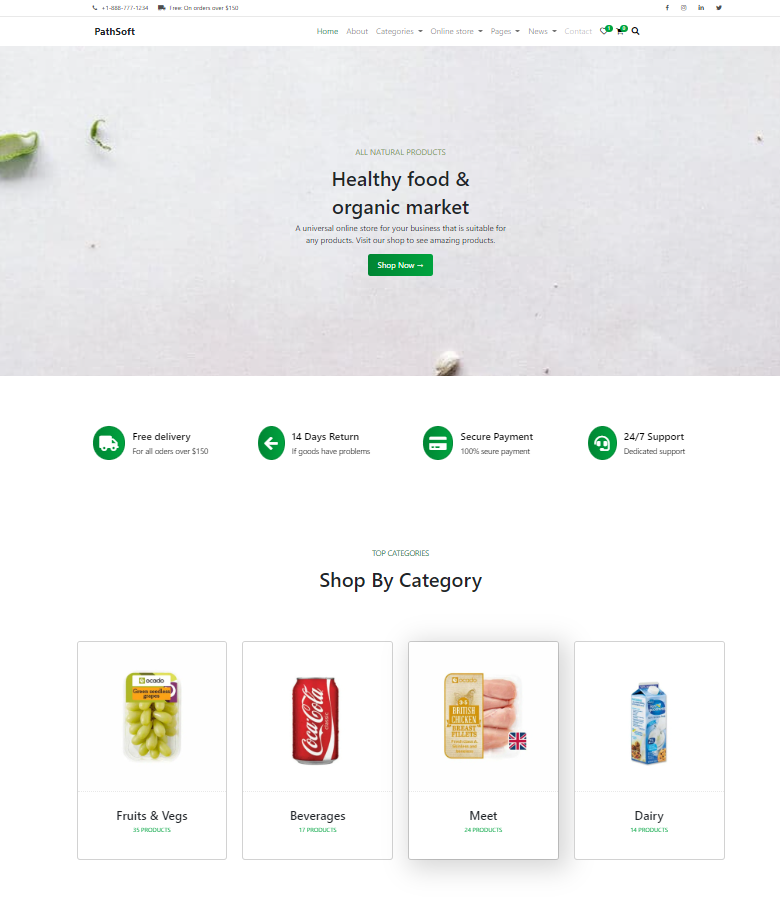 +1-888-777-1234 Free: On orders over $150
PathSoft Home About Categories Online store Pages News Contact
ALL NATURAL PRODUCTS
Healthy food &
organic market
A universal online store for your business that is suitable for
any products. Visit our shop to see amazing products.
Shop Now →
Free delivery
For all oders over $150
14 Days Return
If goods have problems
Secure Payment
100% seure payment
24/7 Support
Dedicated support
TOP CATEGORIES
Shop By Category
ocado
Green seedless
grapes
Coca-Cola
ocado
BRITISH
CHICKEN
BREAST
FILLETS
Fruits & Vegs
35 PRODUCTS
Beverages
17 PRODUCTS
Meet
24 PRODUCTS
Dairy
14 PRODUCTS